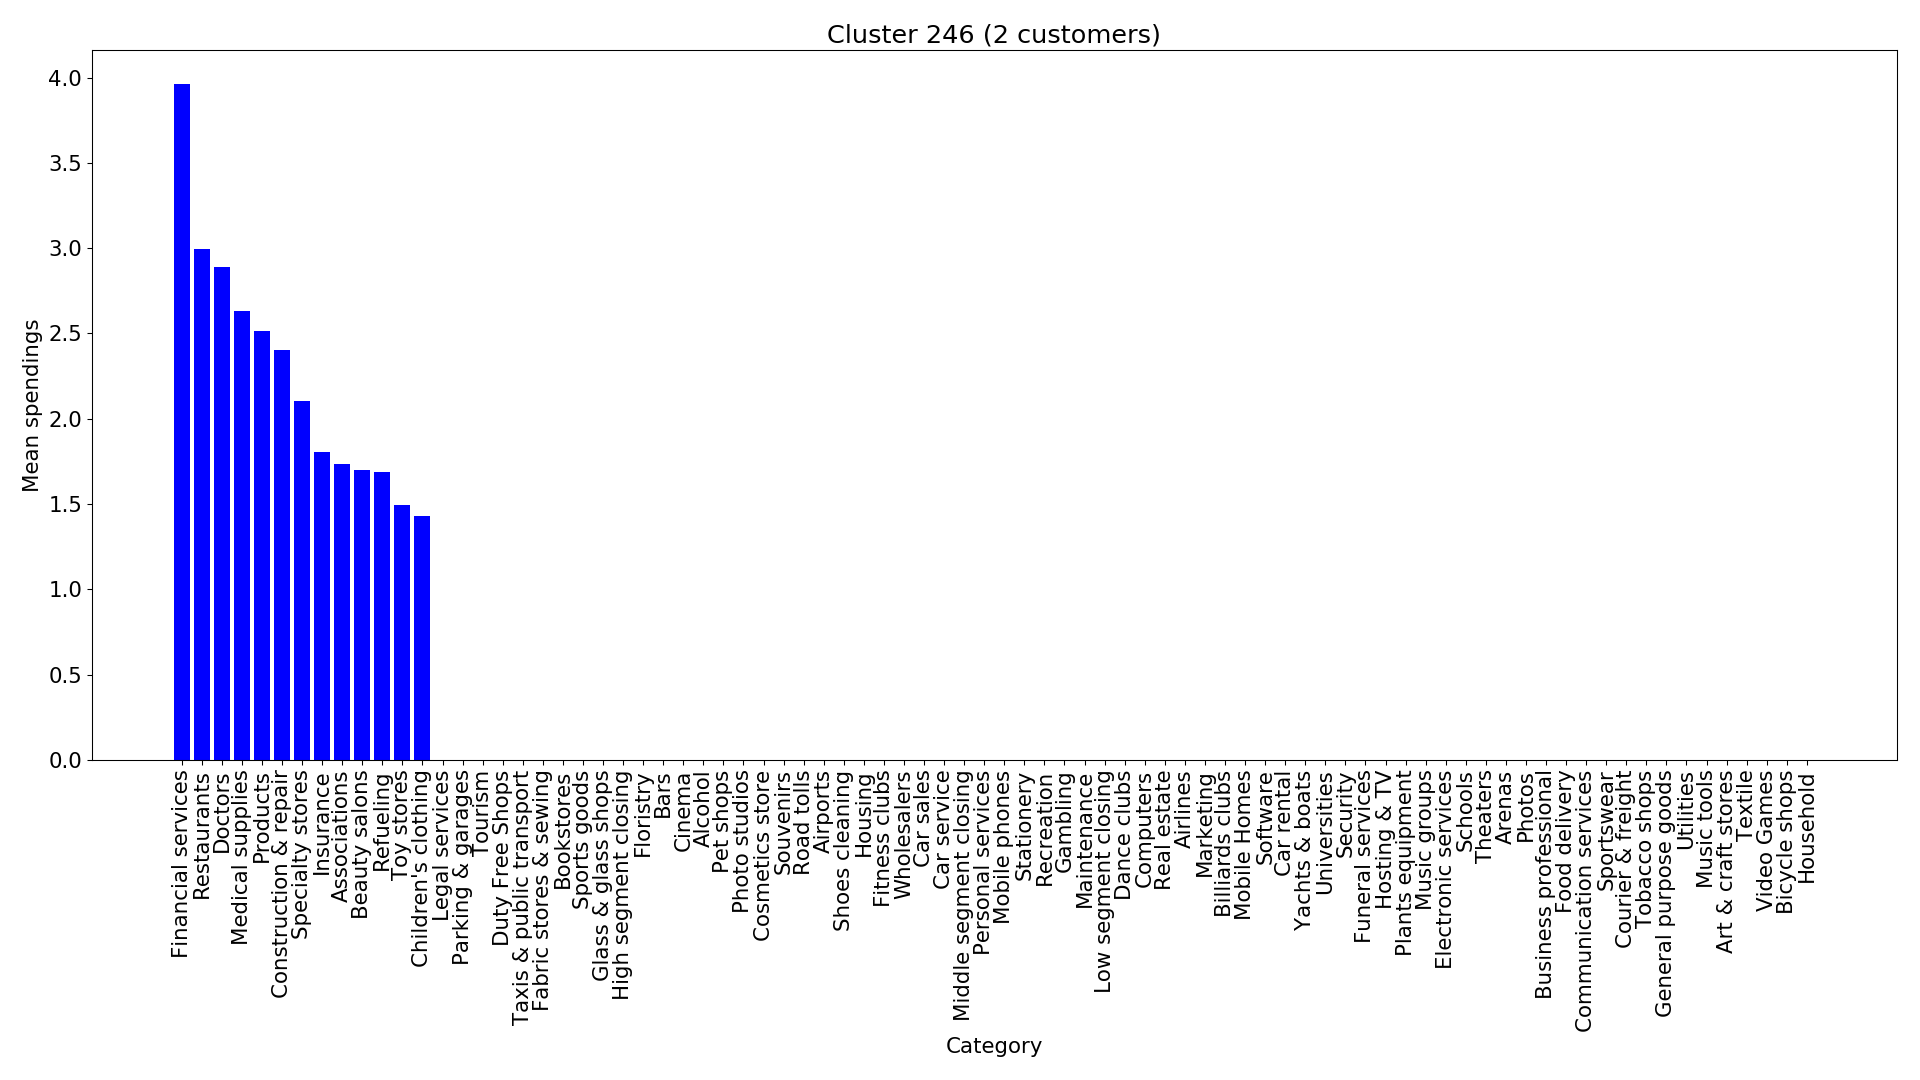 Cluster 246 (2 customers)
Mean spendings
4.0
3.5
3.0
2.5
2.0
1.5
1.0
0.5
0.0
Financial services
Restaurants
Doctors
Medical supplies
Products
Construction & repair
Specialty stores
Insurance
Associations
Beauty salons
Refueling
Toy stores
Children's clothing
Legal services
Parking & garages
Tourism
Duty Free Shops
Taxis & public transport
Fabric stores & sewing
Bookstores
Sports goods
Glass & glass shops
High segment closing
Floristry
Bars
Cinema
Alcohol
Pet shops
Photo studios
Cosmetics store
Souvenirs
Road tolls
Airports
Shoes cleaning
Housing
Fitness clubs
Wholesalers
Car sales
Car service
Middle segment closing
Personal services
Mobile phones
Stationery
Recreation
Gambling
Maintenance
Low segment closing
Dance clubs
Computers
Real estate
Airlines
Marketing
Billiards clubs
Mobile Homes
Software
Car rental
Yachts & boats
Universities
Security
Funeral services
Hosting & TV
Plants equipment
Music groups
Electronic services
Schools
Theaters
Arenas
Photos
Business professional
Food delivery
Communication services
Sportswear
Courier & freight
Tobacco shops
General purpose goods
Utilities
Music tools
Art & craft stores
Textile
Video Games
Bicycle shops
Household
Category